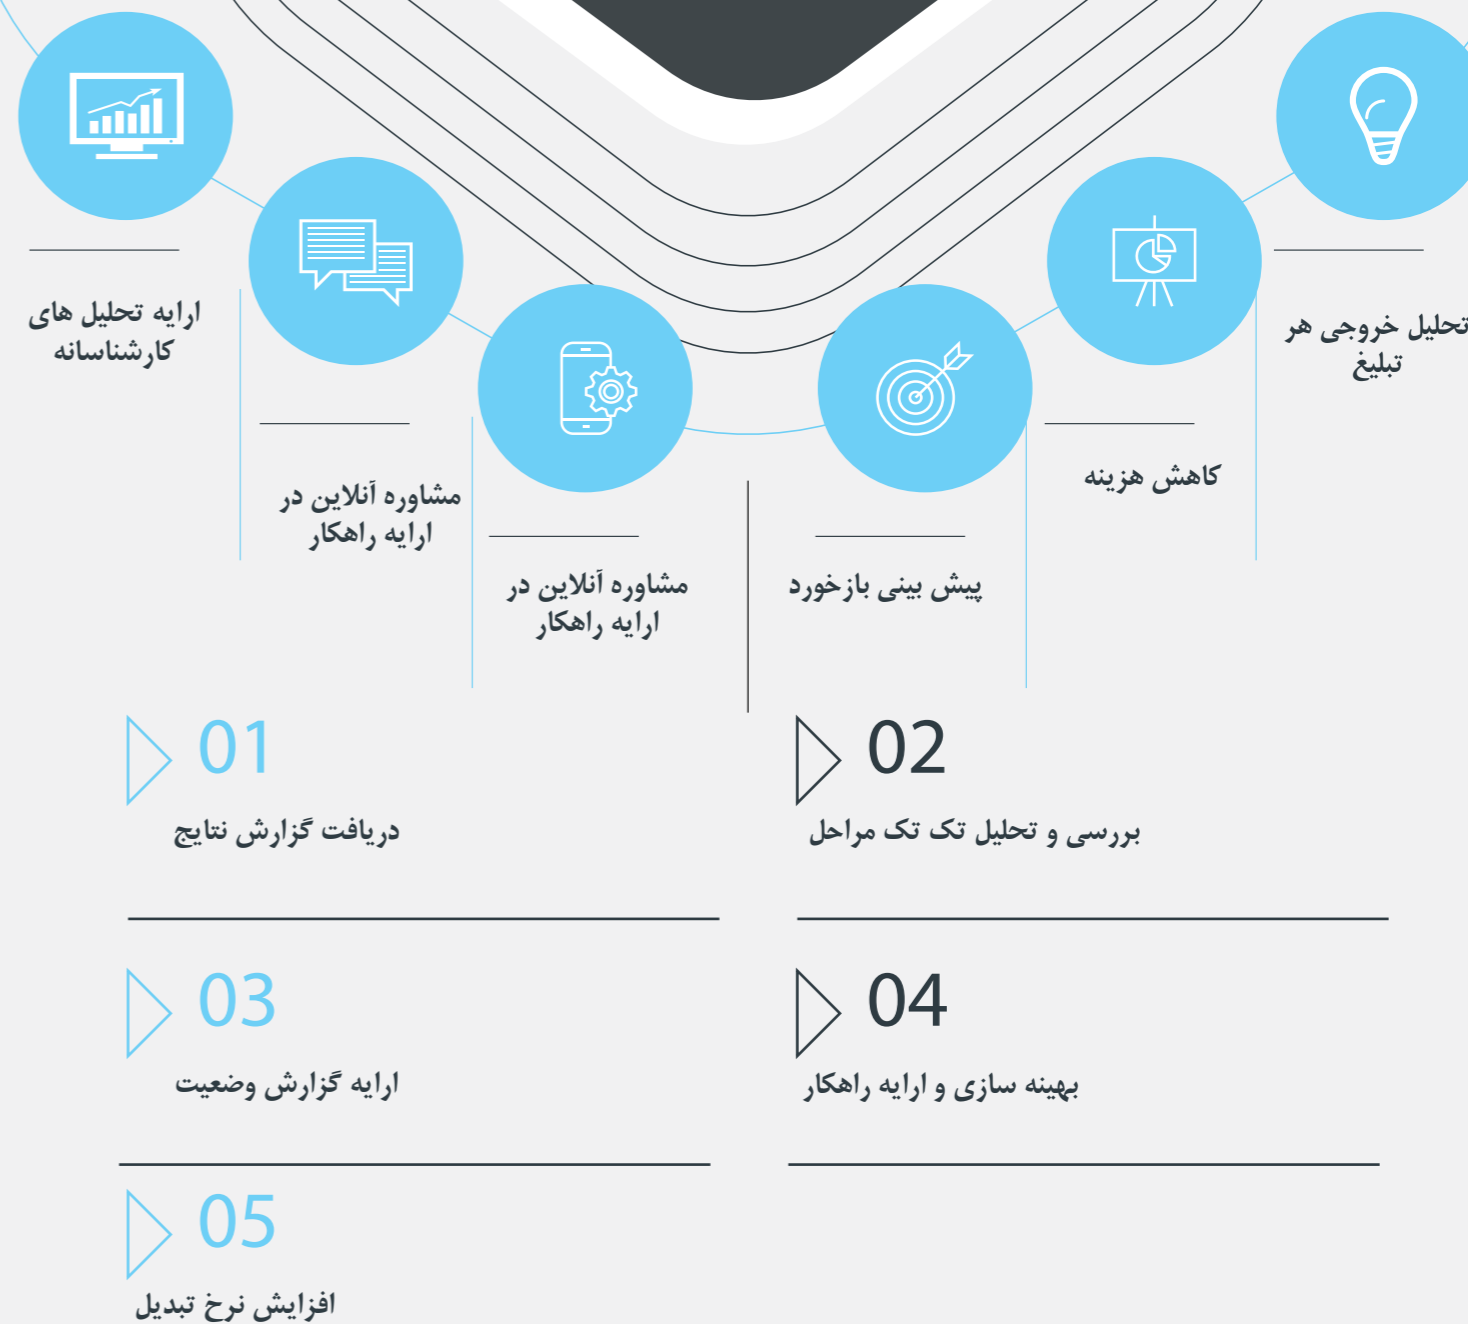 ارایه تحلیل های
کارشناسانه
مشاوره آنلاین در
ارایه راهکار
مشاوره آنلاین در
ارایه راهکار
پیش بینی بازخورد
کاهش هزینه
تحلیل خروجی هر
تبلیغ
01
دریافت گزارش نتایج
02
بررسی و تحلیل تک تک مراحل
03
ارایه گزارش وضعیت
04
بهینه سازی و ارایه راهکار
05
افزایش نرخ تبدیل